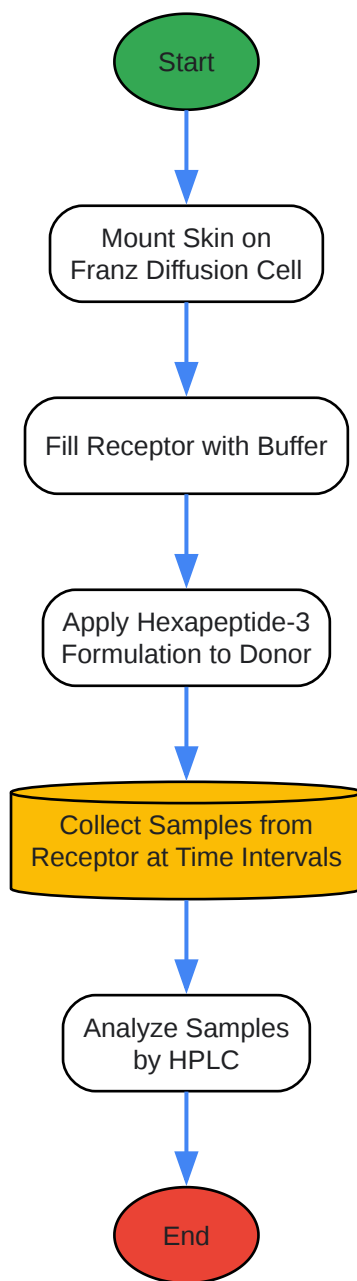 Start
Mount Skin on
Franz Diffusion Cell
Fill Receptor with Buffer
Apply Hexapeptide-3
Formulation to Donor
Collect Samples from
Receptor at Time Intervals
Analyze Samples
by HPLC
End